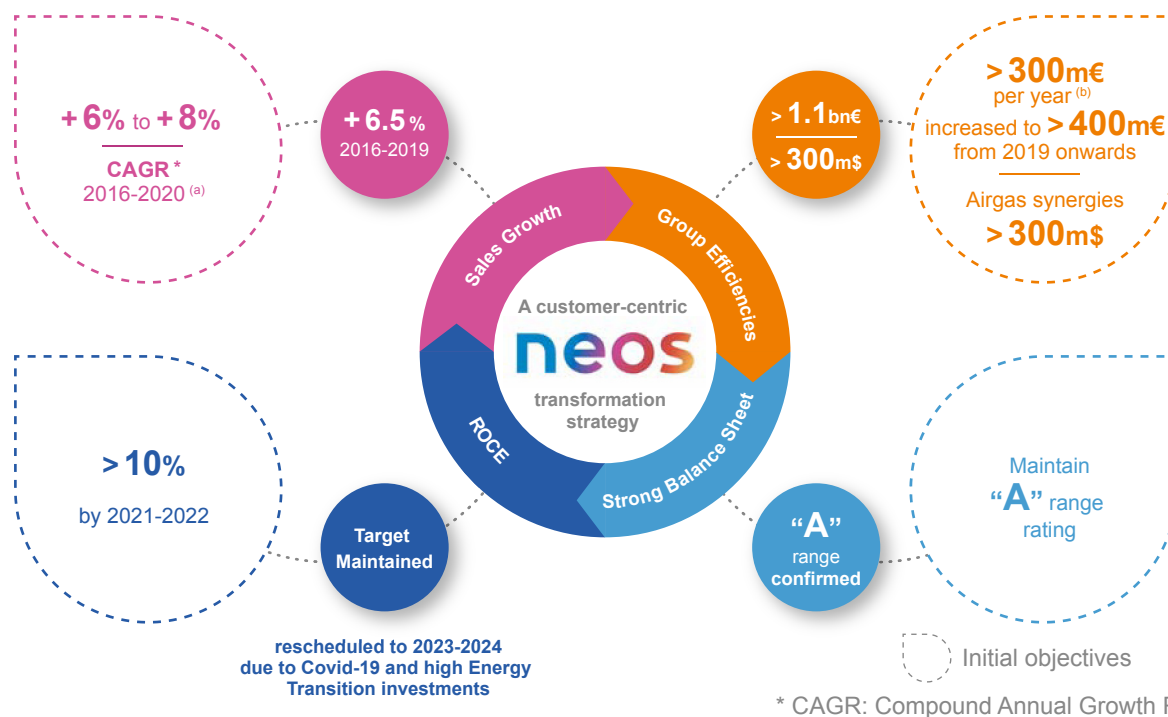 + 6% to + 8%
CAGR *
2016-2020 (a)
+ 6.5 %
2016-2019
> 1.1 bn€
> 300m$
> 300m€
per year (b)
increased to > 400m€
from 2019 onwards
Airgas synergies
> 300m$
Sales Growth
Group Efficiencies
A customer-centric
neos
transformation
strategy
ROCE
Strong Balance Sheet
> 10%
by 2021-2022
Target
Maintained
rescheduled to 2023-2024
due to Covid-19 and high Energy
Transition investments
“A”
range
confirmed
Maintain
“A” range
rating
Initial objectives
* CAGR: Compound Annual Growth